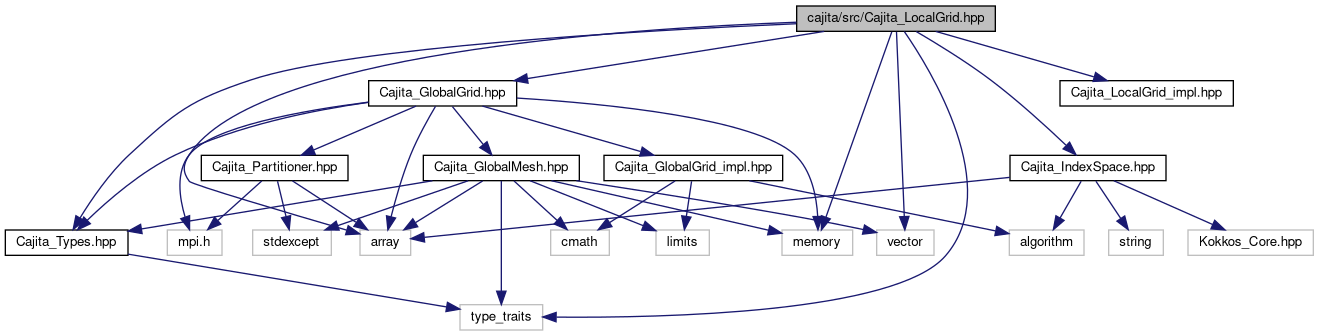 cajita/src/Cajita_LocalGrid.hpp
Cajita_GlobalGrid.hpp
Cajita_LocalGrid_impl.hpp
Cajita_Partitioner.hpp
Cajita_GlobalMesh.hpp
Cajita_GlobalGrid_impl.hpp
Cajita_IndexSpace.hpp
Cajita_Types.hpp
mpi.h
stdexcept
array
cmath
limits
memory
vector
algorithm
string
Kokkos_Core.hpp
type_traits